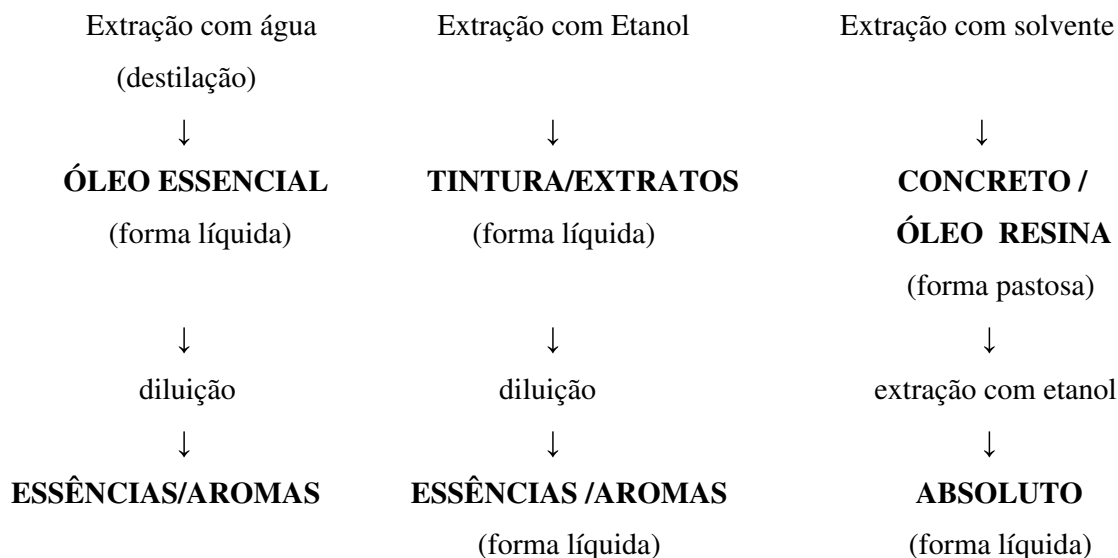 Extração com água Extração com Etanol Extração com solvente
(destilação)
↓ ↓ ↓
ÓLEO ESSENCIAL TINTURA/EXTRATOS CONCRETO /
(forma líquida) (forma líquida) ÓLEO RESINA
(forma pastosa)
↓ ↓ ↓
diluição diluição extração com etanol
↓ ↓ ↓
ESSÊNCIAS/AROMAS ESSÊNCIAS /AROMAS ABSOLUTO
(forma líquida) (forma líquida)